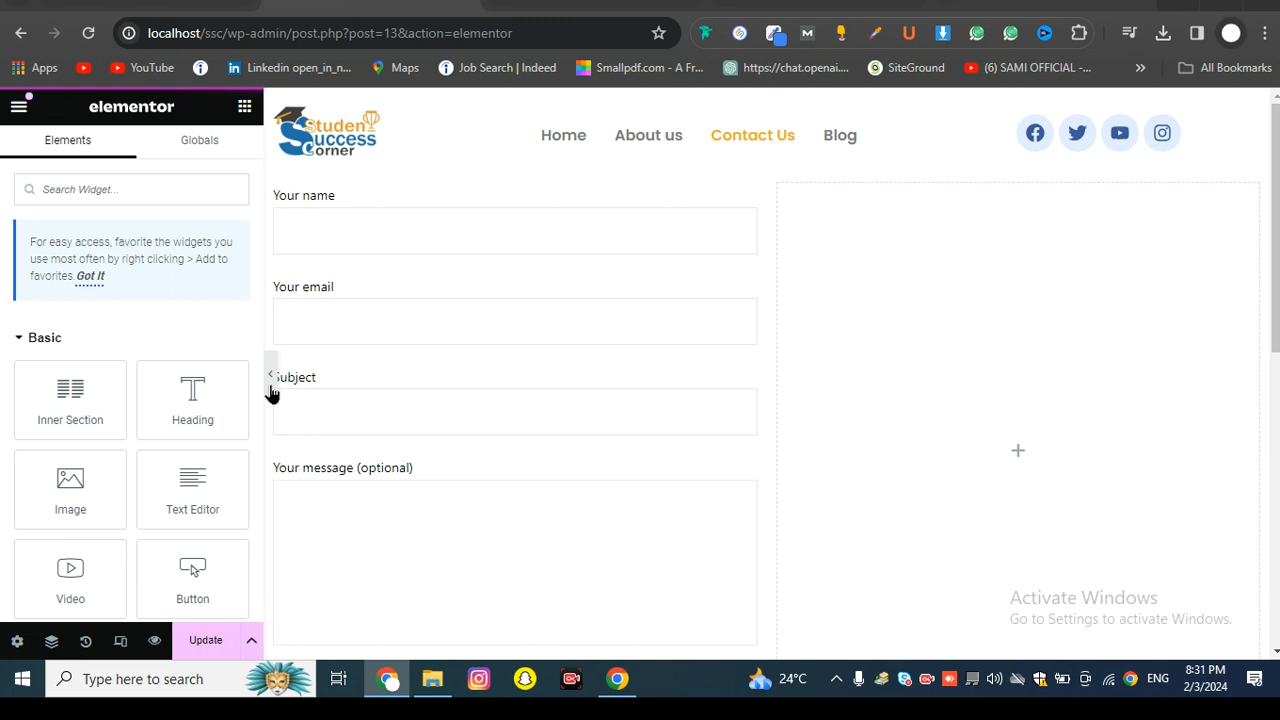 localhost/ssc/wp-admin/post.php?post=13&action=elementor
Apps
YouTube
Linkedin open_in_n...
Maps
Job Search | Indeed
Smallpdf.com - A Fr...
https://chat.openai....
SiteGround
(6) SAMI OFFICIAL -...
All Bookmarks
elementor
Elements
Globals
Search Widget...
For easy access, favorite the widgets you
use most often by right clicking > Add to
favorites. Got It
Basic
Inner Section
Heading
Image
Text Editor
Video
Button
Update
Studen
Success
Corner
Home
About us
Contact Us
Blog
Your name
Your email
Subject
Your message (optional)
Activate Windows
Go to Settings to activate Windows.
Type here to search
24°C
ENG
8:31 PM
2/3/2024